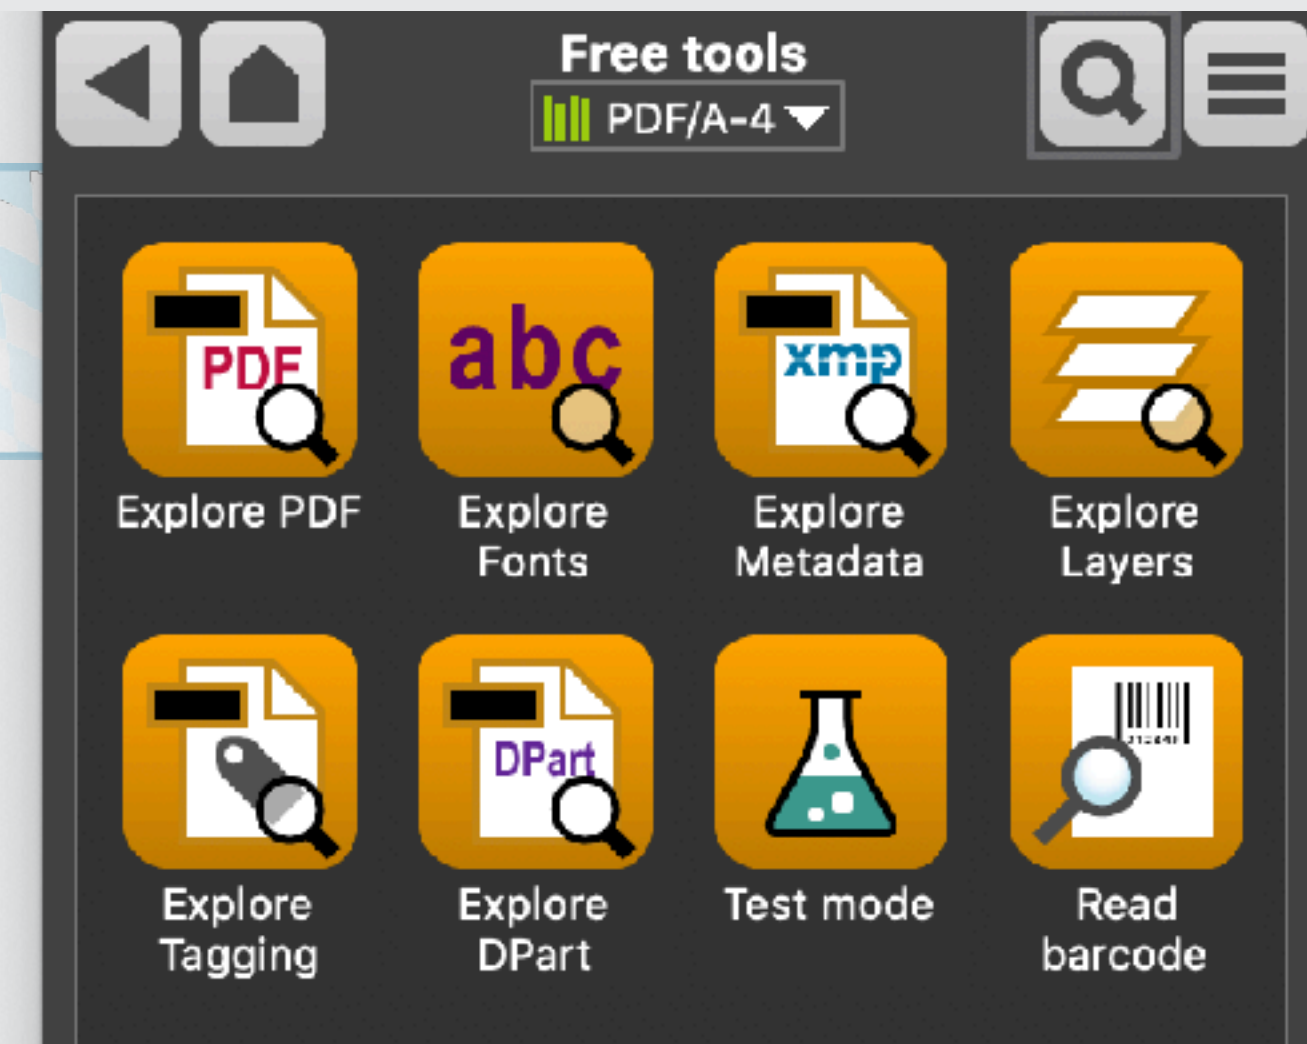 Free tools
PDF/A-4
PDF
abc
xmp
Explore PDF
Explore
Fonts
Explore
Metadata
Explore
Layers
DPart
Explore
Tagging
Explore
DPart
Test mode
Read
barcode